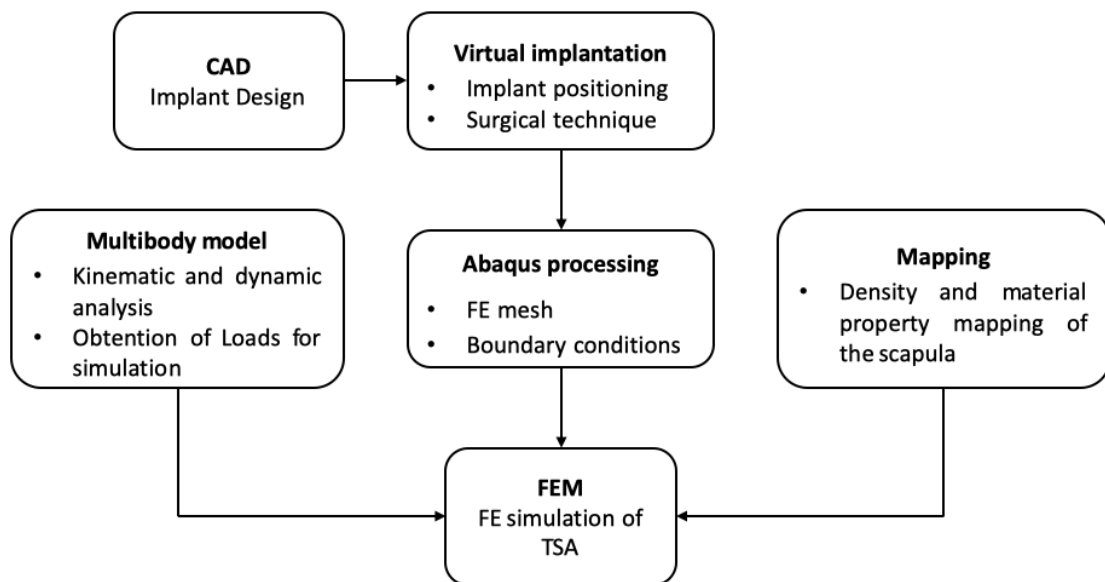 CAD
Implant Design
Virtual implantation
• Implant positioning
• Surgical technique
Multibody model
• Kinematic and dynamic
analysis
• Obtention of Loads for
simulation
Abaqus processing
• FE mesh
• Boundary conditions
Mapping
• Density and material
property mapping of
the scapula
FEM
FE simulation of
TSA